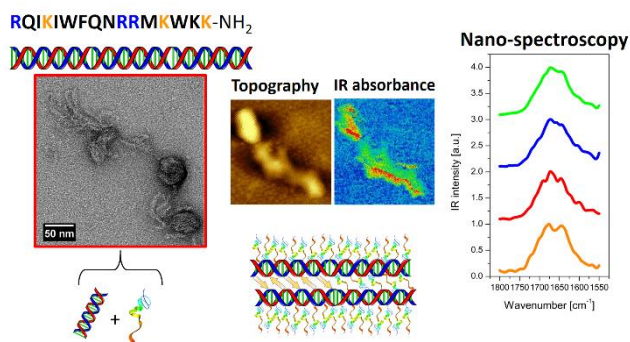 RQIKIWFQNRRMKWKK-NH2
Nano-spectroscopy
Topography IR absorbance
50 nm
+
IR intensity [a.u.]
4.0
3.5
3.0
2.5
2.0
1.5
1.0
0.5
0.0
1800 1750 1700 1650 1600 1550
Wavenumber [cm-1]